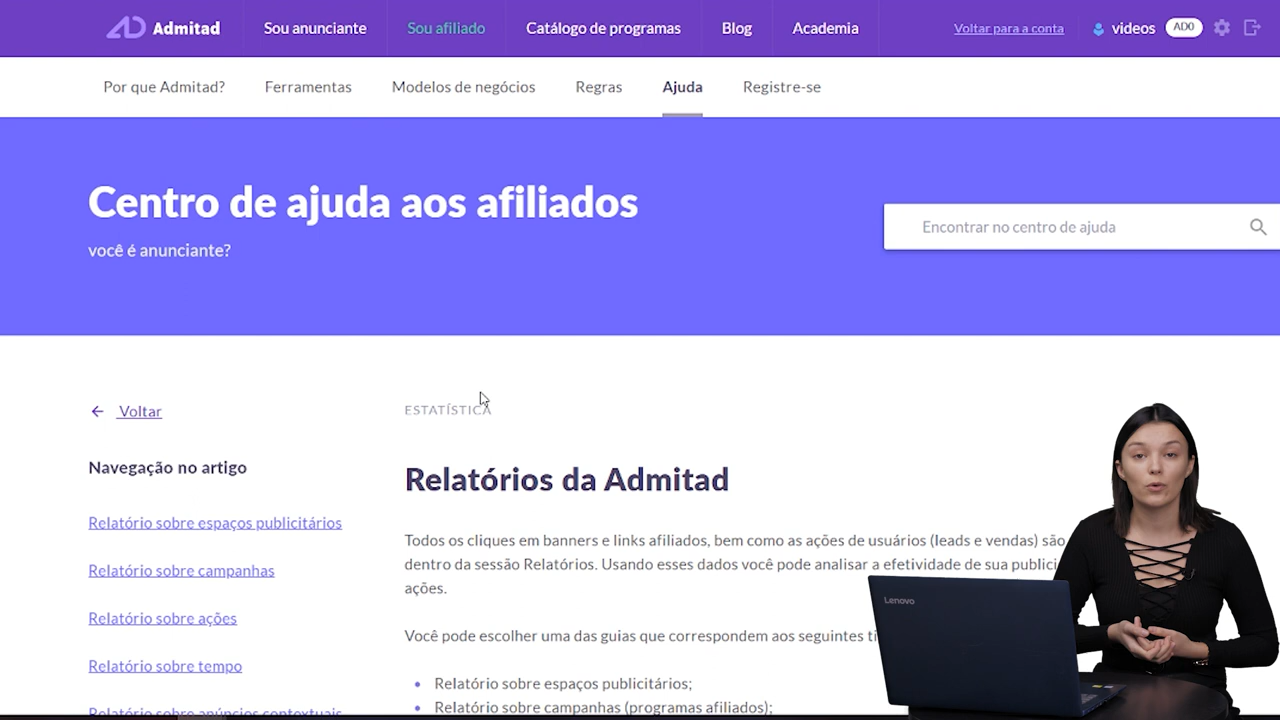 Admitad
Sou anunciante
Sou afiliado
Catálogo de programas
Blog
Academia
Voltar para a conta
videos
AD0
Por que Admitad?
Ferramentas
Modelos de negócios
Regras
Ajuda
Registre-se
Centro de ajuda aos afiliados
você é anunciante?
Encontrar no centro de ajuda
Voltar
Navegação no artigo
Relatório sobre espaços publicitários
Relatório sobre campanhas
Relatório sobre ações
Relatório sobre tempo
Relatório sobre anúncios contextuais
ESTATÍSTICA
Relatórios da Admitad
Todos os cliques em banners e links afiliados, bem como as ações de usuários (leads e vendas) são
dentro da sessão Relatórios. Usando esses dados você pode analisar a efetividade de sua
ações.
Você pode escolher uma das guias que correspondem aos seguintes
Relatório sobre espaços publicitários;
Relatório sobre campanhas (programas afiliados);
Lenovo